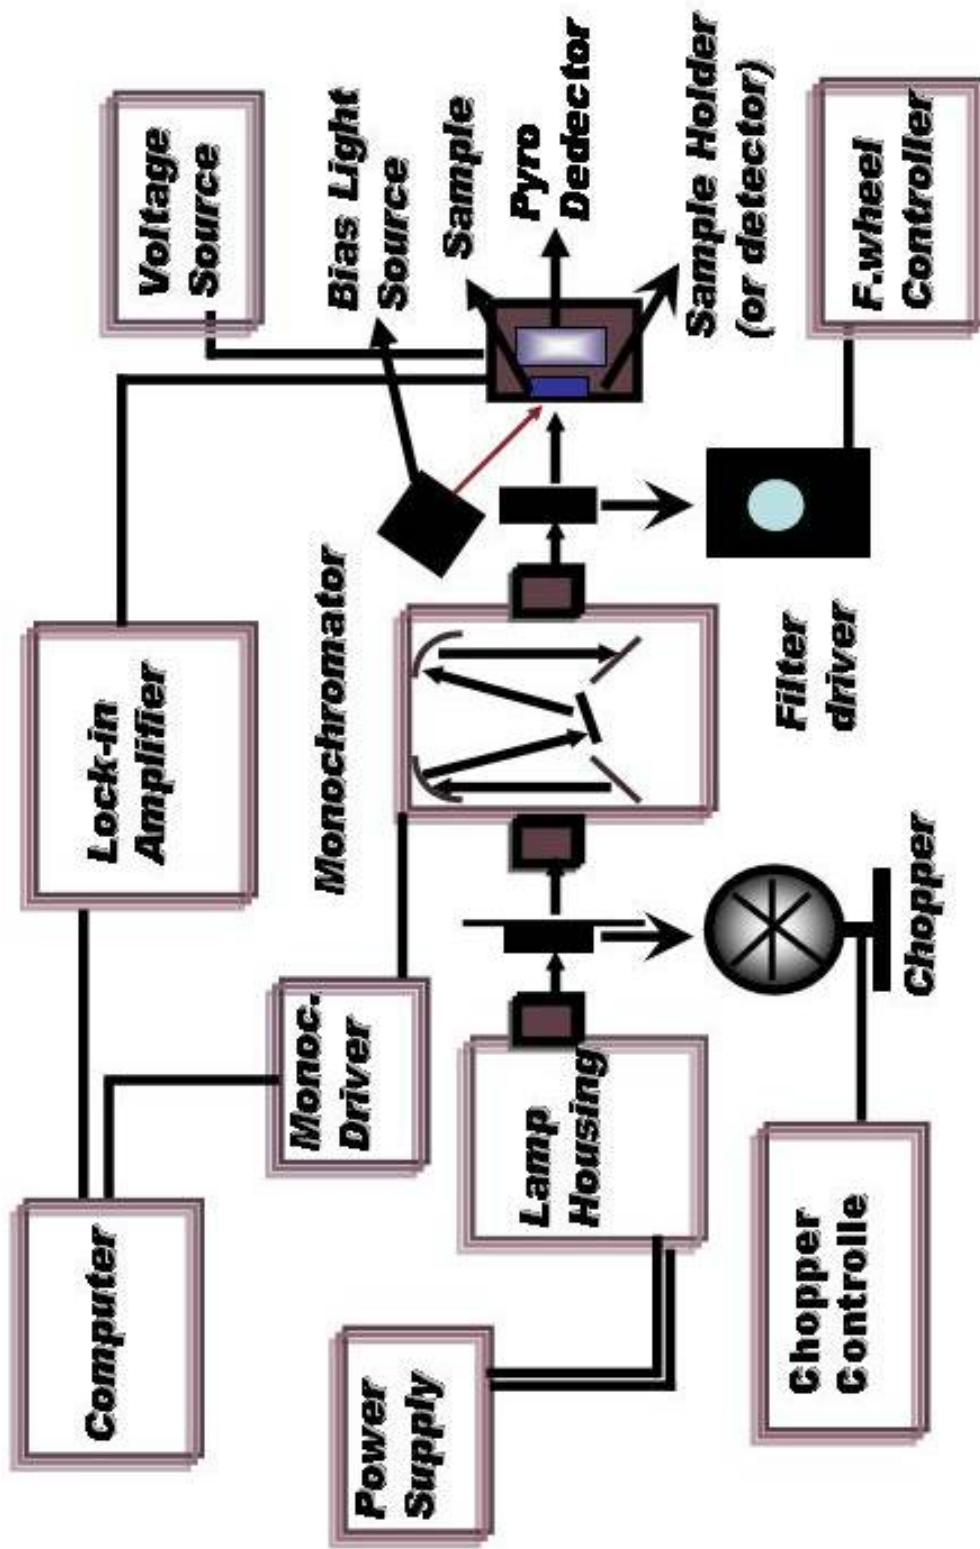 Computer
Lock-in
Amplifier
Voltage
Source
Monoc.
Driver
Monochromator
Bias Light
Source
Sample
Pyro
Dedector
Sample Holder
(or detector)
Power
Supply
Lamp
Housing
Chopper
Controlle
Chopper
Filter
driver
F.wheel
Controller